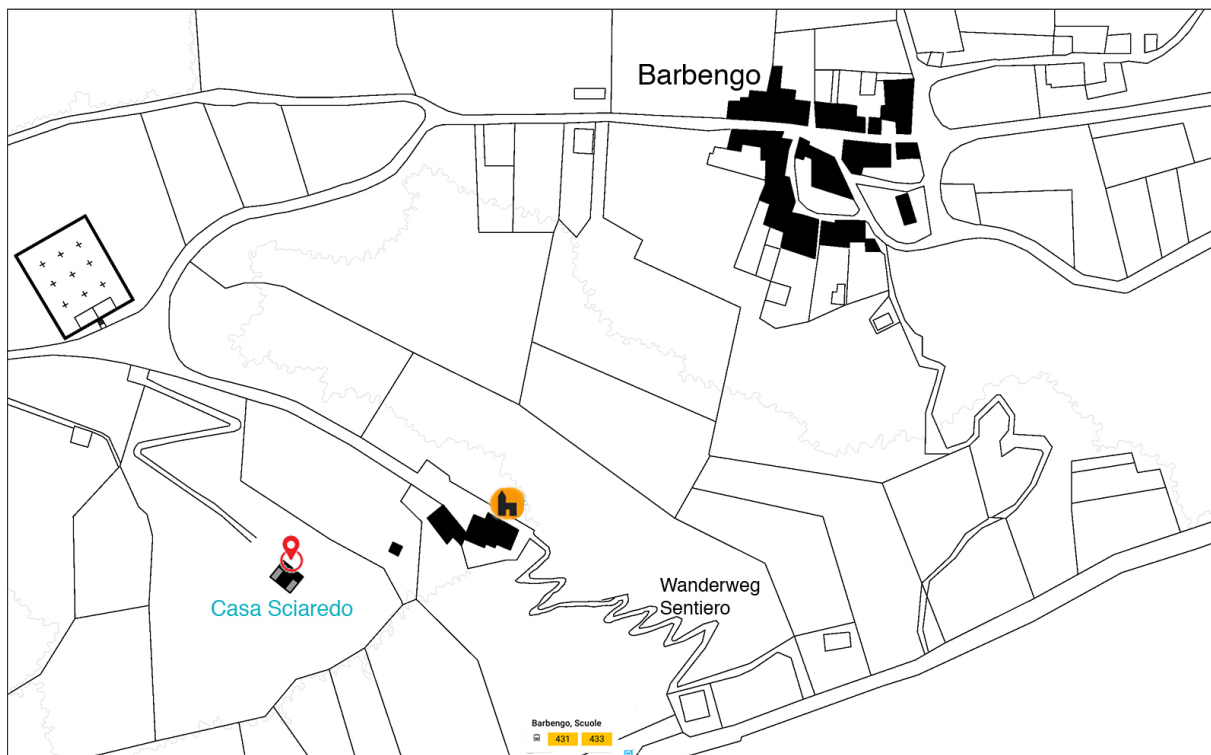 Barbengo
Casa Sciaredo
Wanderweg
Sentiero
Barbengo, Scuole
431 433